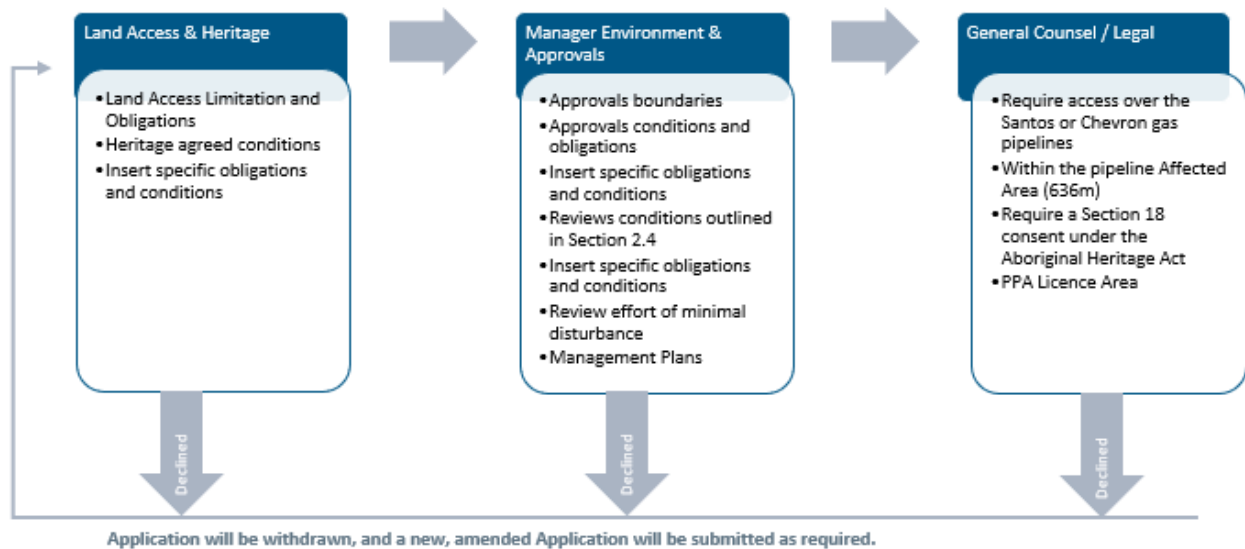 Land Access & Heritage
•Land Access Limitation and
Obligations
•Heritage agreed conditions
•Insert specific obligations
and conditions
Manager Environment &
Approvals
•Approvals boundaries
•Approvals conditions and
obligations
•Insert specific obligations
and conditions
•Reviews conditions outlined
in Section 2.4
•Insert specific obligations
and conditions
•Review effort of minimal
disturbance
•Management Plans
General Counsel / Legal
•Require access over the
Santos or Chevron gas
pipelines
•Within the pipeline Affected
Area (636m)
•Require a Section 18
consent under the
Aboriginal Heritage Act
•PPA Licence Area
Declined
Declined
Declined
Application will be withdrawn, and a new, amended Application will be submitted as required.